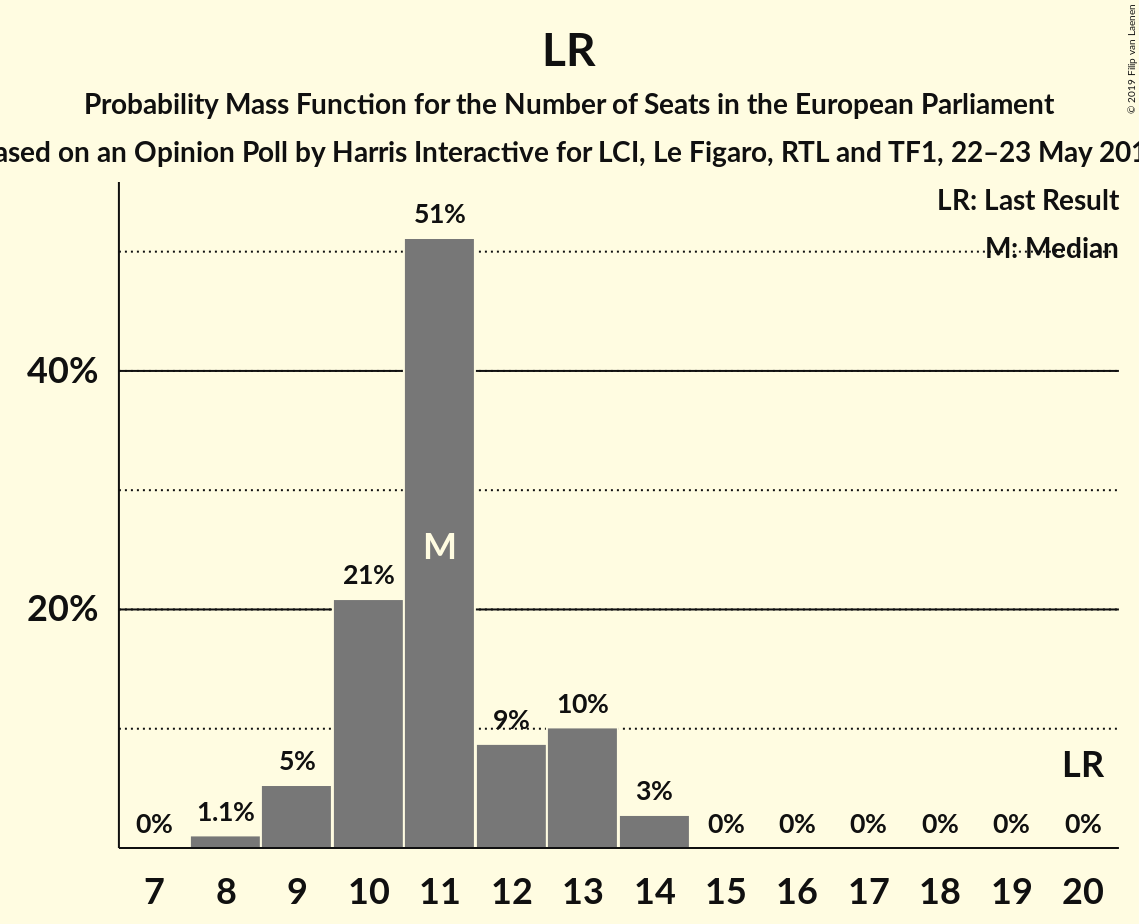 LR
Probability Mass Function for the Number of Seats in the European Parliament
ased on an Opinion Poll by Harris Interactive for LCI, Le Figaro, RTL and TF1, 22–23 May 201
© 2019 Filip van Laenen
LR: Last Result
M: Median
51%
40%
M
21%
20%
10%
9%
5%
LR
3%
1.1%
0%
0%
0%
0%
0%
0%
0%
7 8 9 10 11 12 13 14 15 16 17 18 19 20